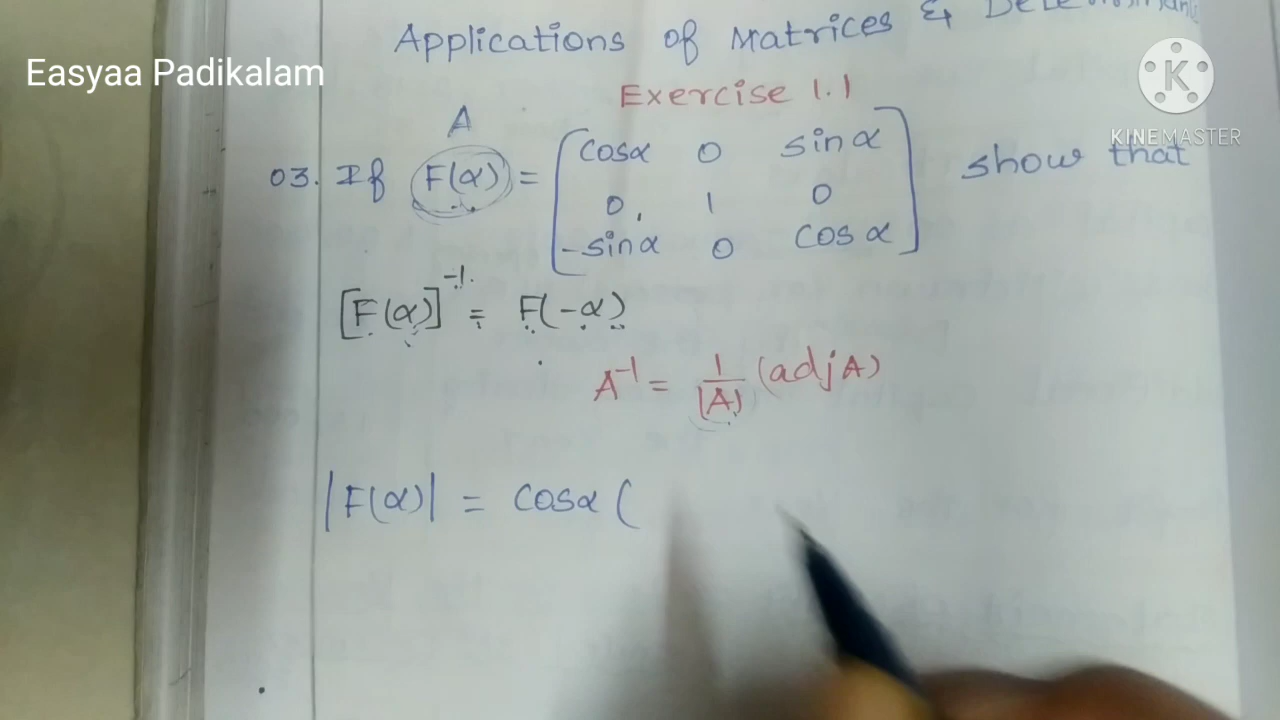 Applications of Matrices &
Easyaa Padikalam
Exercise 1.1
KINEMASTER
A
03. If F(α) = [cosα 0 sinα
0, 1 0
-sinα 0 cosα] show that
[F(α)]⁻¹ = F(-α)
A⁻¹ = 1/|A| (adj A)
|F(α)| = cosα (